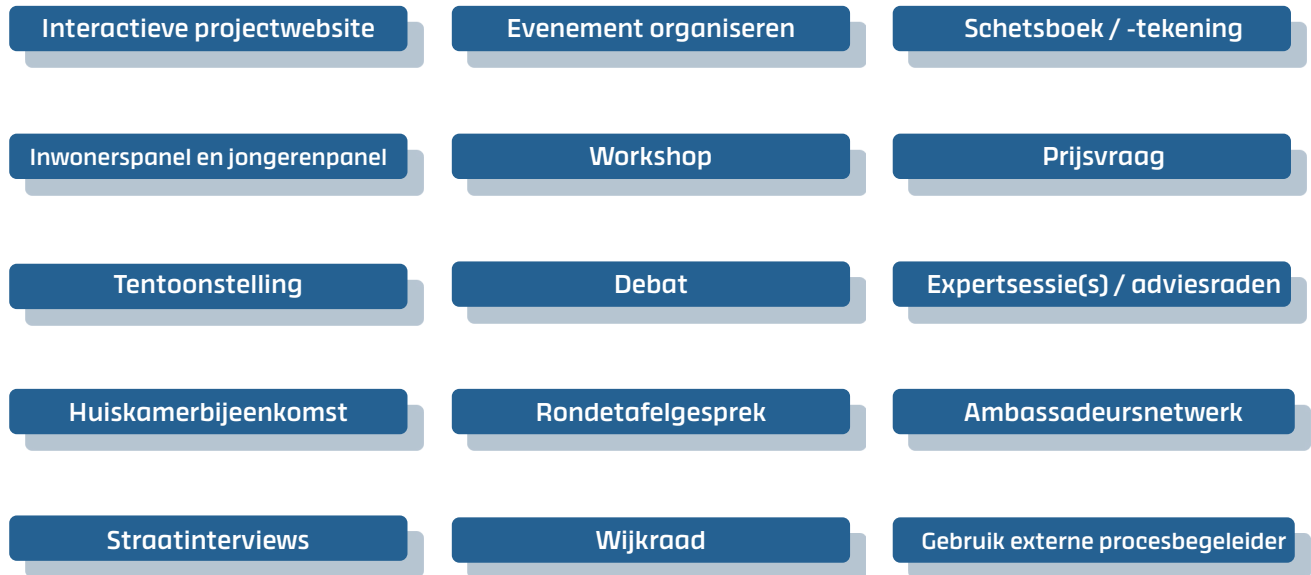 Interactieve projectwebsite
Evenement organiseren
Schetsboek / -tekening
Inwonerspanel en jongerenpanel
Workshop
Prijsvraag
Tentoonstelling
Debat
Expertsessie(s) / adviesraden
Huiskamerbijeenkomst
Rondetafelgesprek
Ambassadeursnetwerk
Straatinterviews
Wijkraad
Gebruik externe procesbegeleider